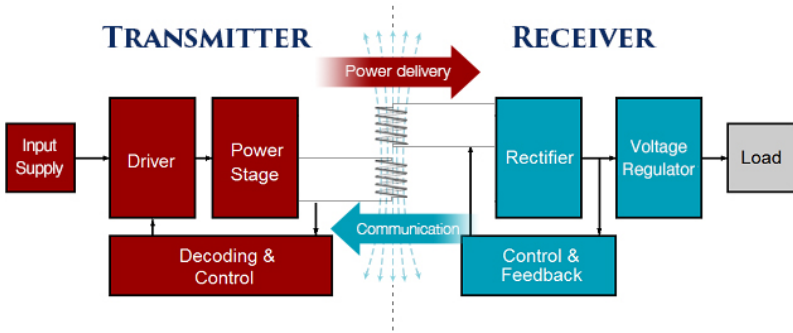 TRANSMITTER
RECEIVER
Power delivery
Input
Supply
Driver
Power
Stage
Rectifier
Voltage
Regulator
Load
Communication
Decoding &
Control
Control &
Feedback